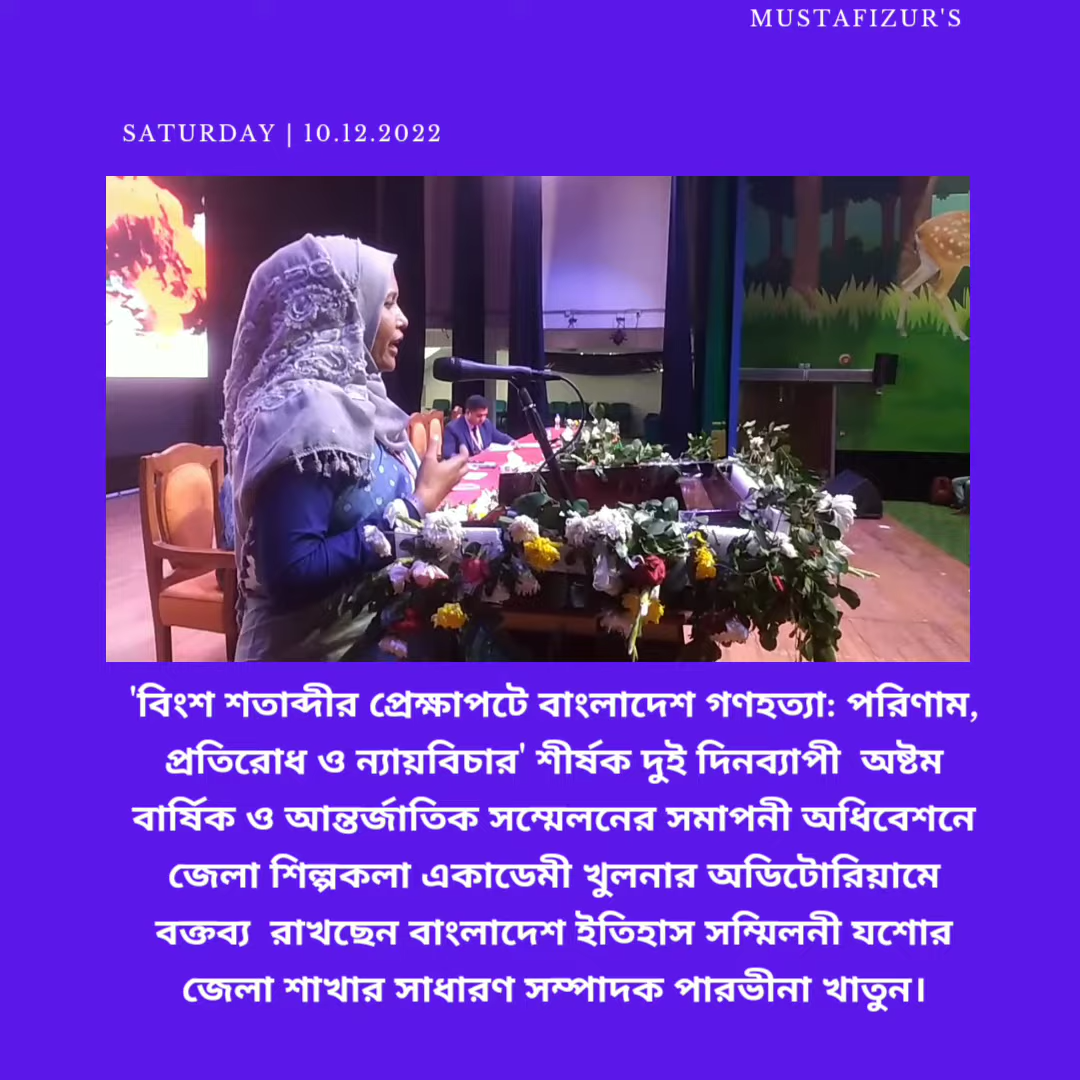 MUSTAFIZUR'S
SATURDAY | 10.12.2022
'বিংশ শতাব্দীর প্রেক্ষাপটে বাংলাদেশ গণহত্যা: পরিণাম,
প্রতিরোধ ও ন্যায়বিচার' শীর্ষক দুই দিনব্যাপী অষ্টম
বার্ষিক ও আন্তর্জাতিক সম্মেলনের সমাপনী অধিবেশনে
জেলা শিল্পকলা একাডেমী খুলনার অডিটোরিয়ামে
বক্তব্য রাখছেন বাংলাদেশ ইতিহাস সম্মিলনী যশোর
জেলা শাখার সাধারণ সম্পাদক পারভীনা খাতুন।